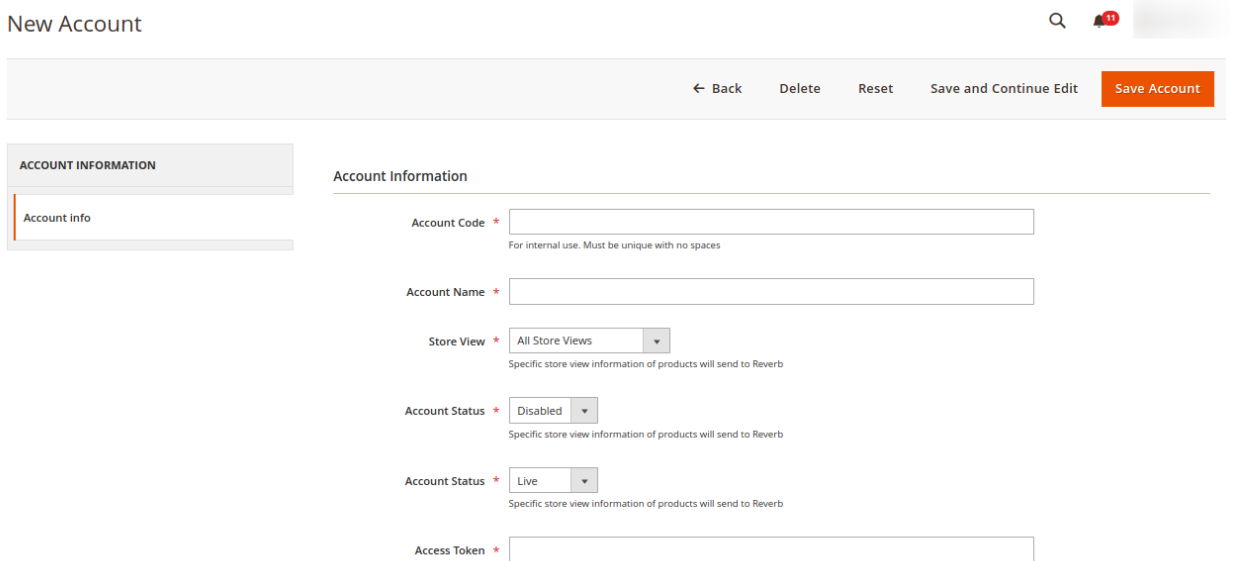 New Account
11
← Back Delete Reset Save and Continue Edit Save Account
ACCOUNT INFORMATION
Account info
Account Information
Account Code *
For internal use. Must be unique with no spaces
Account Name *
Store View * All Store Views
Specific store view information of products will send to Reverb
Account Status * Disabled
Specific store view information of products will send to Reverb
Account Status * Live
Specific store view information of products will send to Reverb
Access Token *